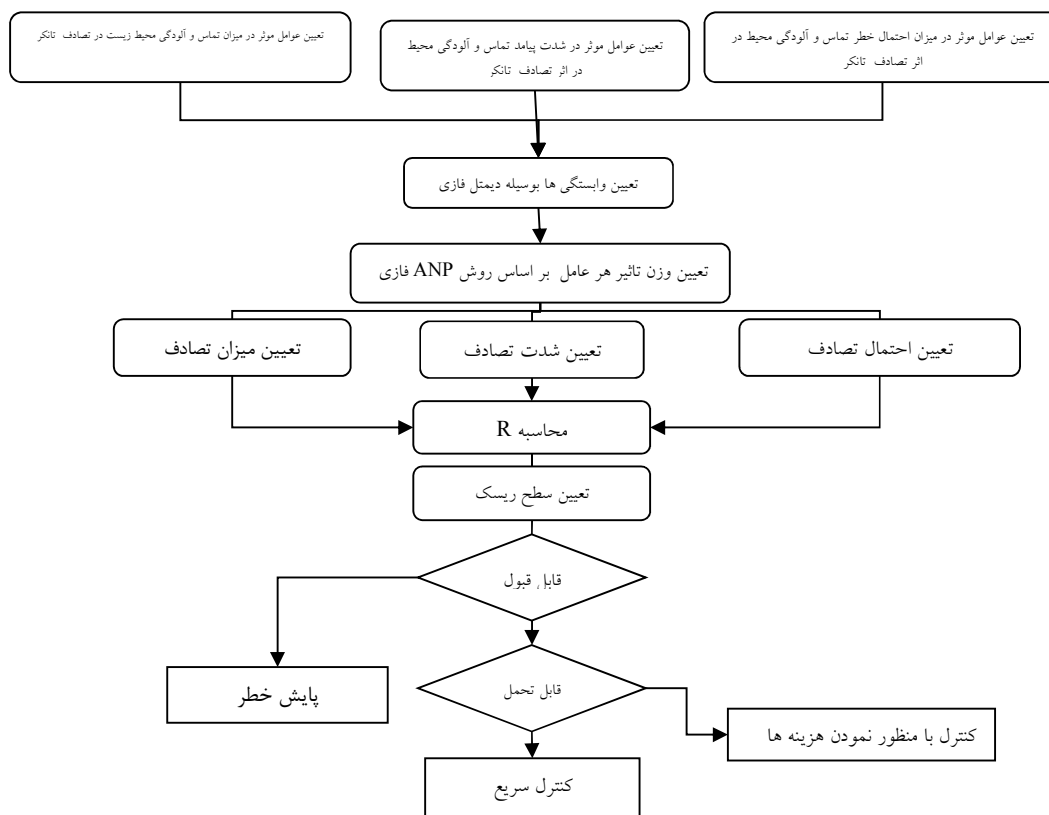 تعیین عوامل موثر در میزان احتمال خطر تماس و آلودگی محیط در
اثر تصادف تانکر
تعیین عوامل موثر در شدت پیامد تماس و آلودگی محیط
در اثر تصادف تانکر
تعیین عوامل موثر در میزان تماس و آلودگی محیط زیست در تصادف تانکر
تعیین وابستگی ها بوسیله دیمتل فازی
تعیین وزن تاثیر هر عامل بر اساس روش ANP فازی
تعیین احتمال تصادف
تعیین شدت تصادف
تعیین میزان تصادف
محاسبه R
تعیین سطح ریسک
قابل قبول
پایش خطر
قابل تحمل
کنترل با منظور نمودن هزینه ها
کنترل سریع